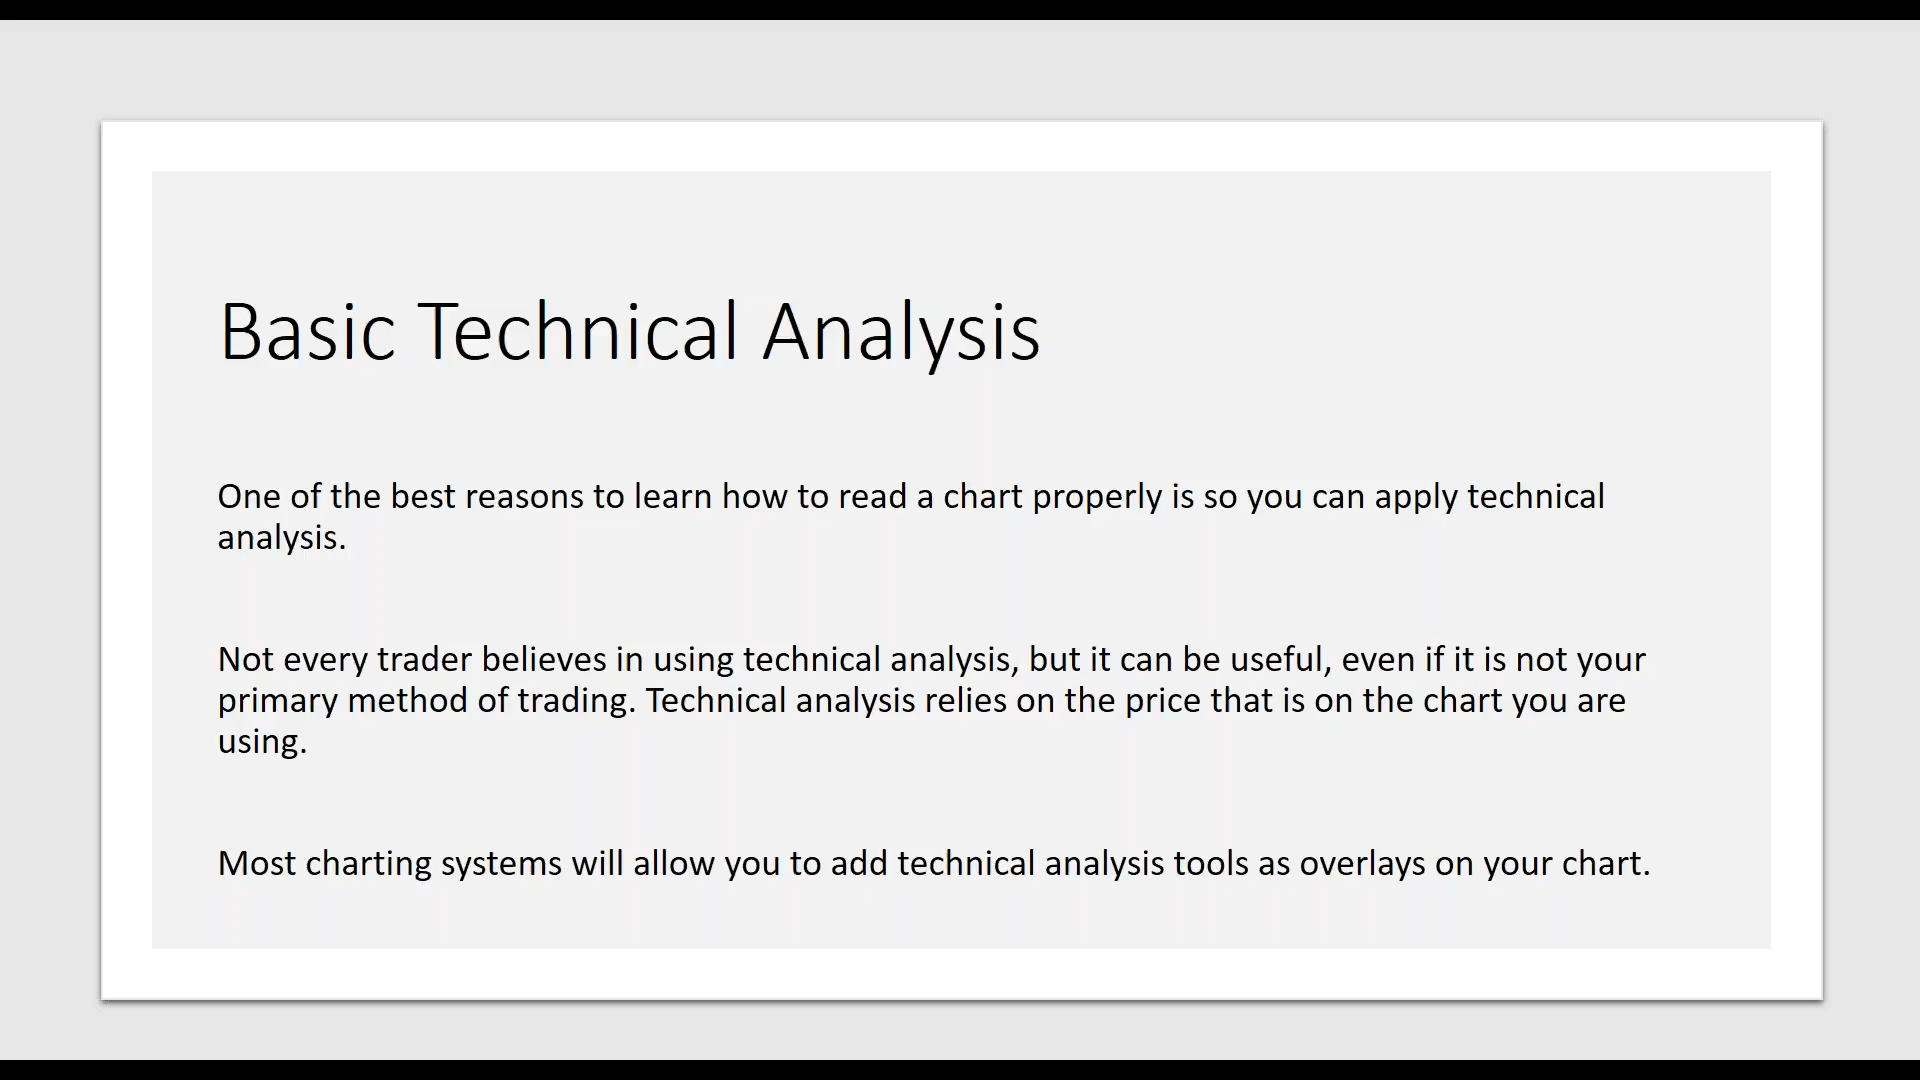 Basic Technical Analysis
One of the best reasons to learn how to read a chart properly is so you can apply technical
analysis.
Not every trader believes in using technical analysis, but it can be useful, even if it is not your
primary method of trading. Technical analysis relies on the price that is on the chart you are
using.
Most charting systems will allow you to add technical analysis tools as overlays on your chart.